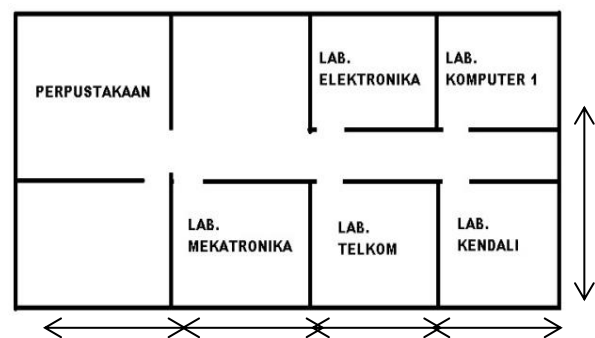 PERPUSTAKAAN
LAB.
ELEKTRONIKA
LAB.
KOMPUTER 1
LAB.
MEKATRONIKA
LAB.
TELKOM
LAB.
KENDALI